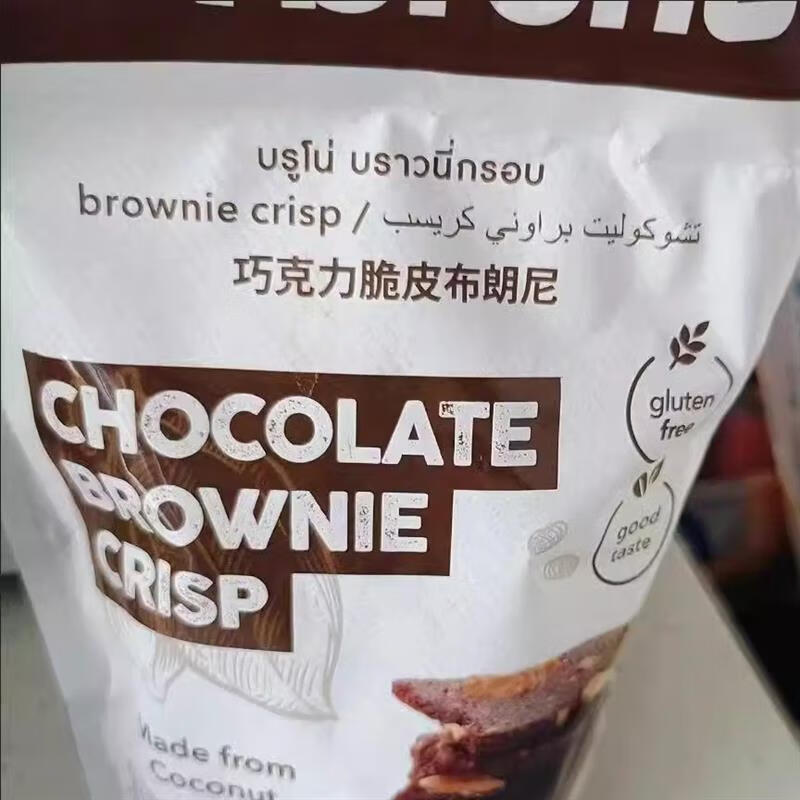 บรูโน่ บราวนี่กรอบ
brownie crisp / تشوكوليت براوني كريسب
巧克力脆皮布朗尼
CHOCOLATE
BROWNIE
CRISP
gluten
free
good
taste
Made from
Coconut